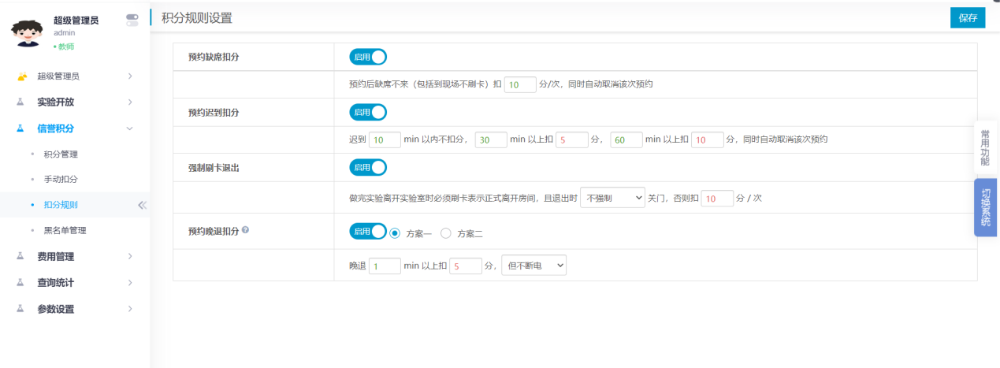 超级管理员
admin
•教师
超级管理员
实验开放
信誉积分
积分管理
手动扣分
扣分规则
黑名单管理
费用管理
查询统计
参数设置
积分规则设置
保存
预约缺席扣分 启用
预约后缺席不来（包括到现场不刷卡）扣 10 分/次，同时自动取消该次预约
预约迟到扣分 启用
迟到 10 min 以内不扣分， 30 min 以上扣 5 分， 60 min 以上扣 10 分，同时自动取消该次预约
强制刷卡退出 启用
做完实验离开实验室时必须刷卡表示正式离开房间，且退出时 不强制 关门，否则扣 10 分 / 次
预约晚退扣分 启用 方案一 方案二
晚退 1 min 以上扣 5 分， 但不断电
常用功能
切换系统